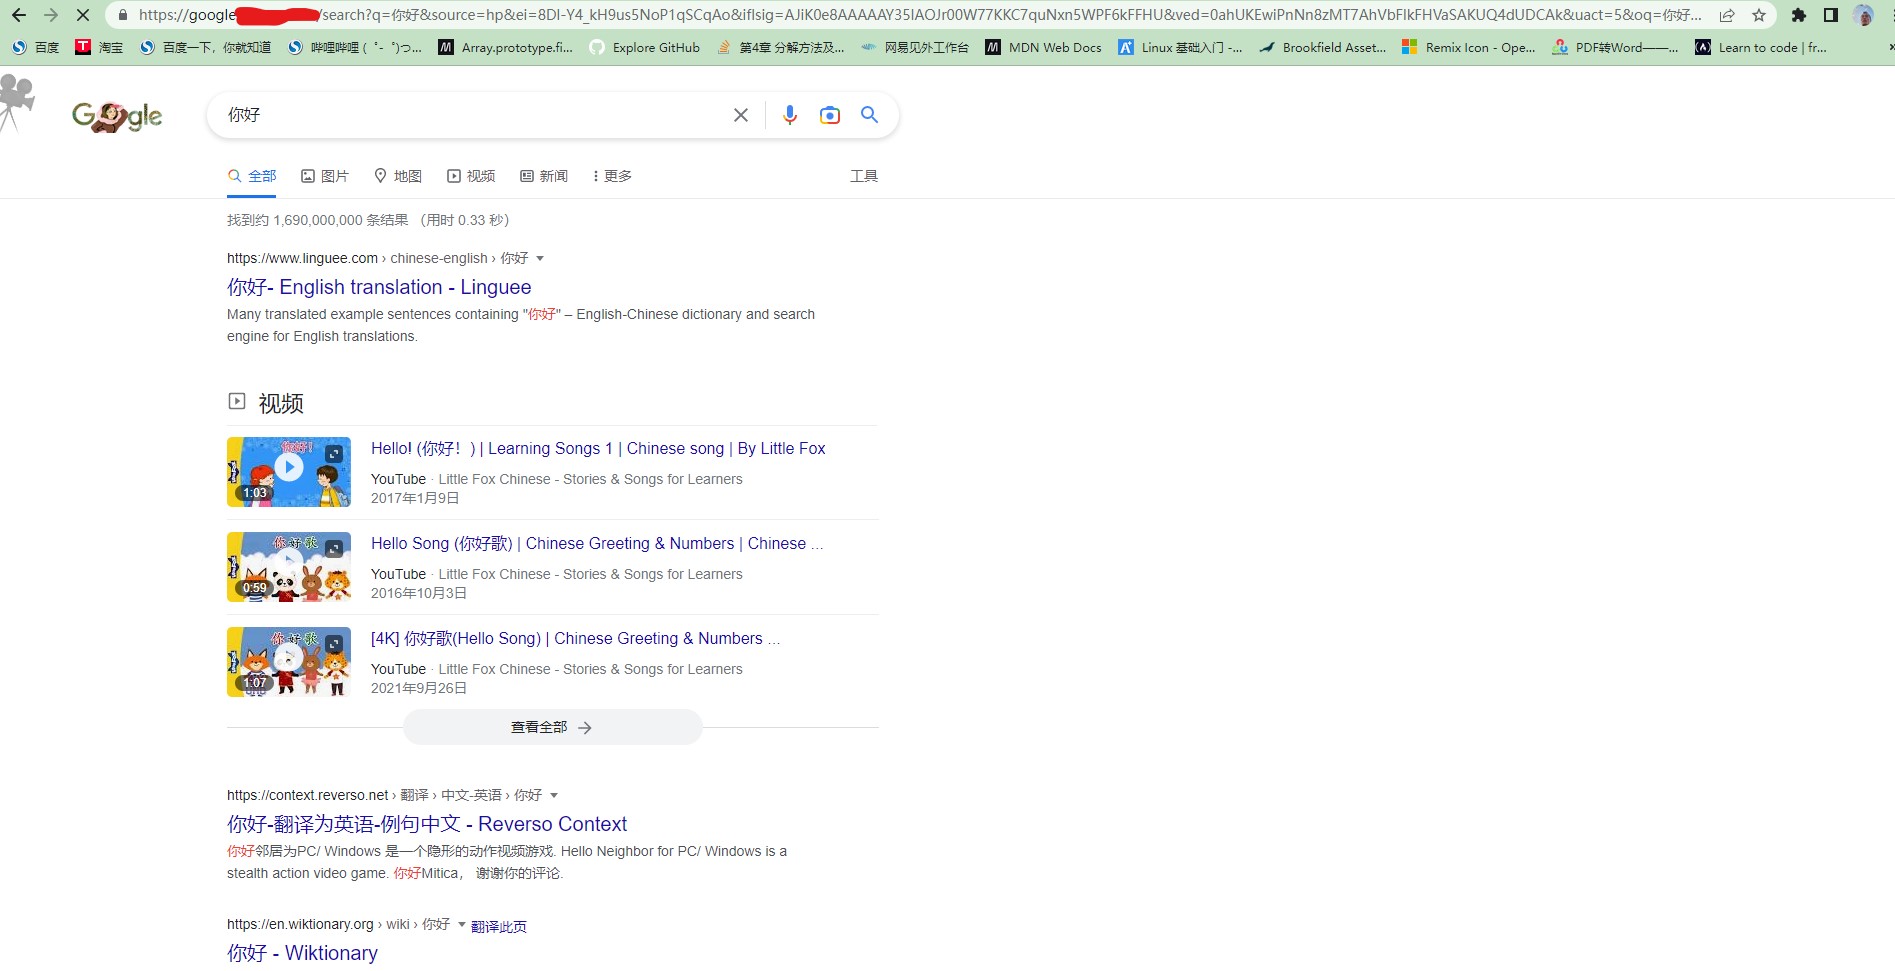 https://google/search?q=你好&source=hp&ei=8DI-Y4_kH9us5NoP1qSCqAo&iflsig=AJiK0e8AAAAAY35IAOJr00W77KKC7quNxn5WPF6kFFHU&ved=0ahUKEwiPnNn8zMT7AhVbFIkFHVaSAKUQ4dUDCAk&uact=5&oq=你好...
百度 淘宝 百度一下，你就知道 哔哩哔哩 (゜-゜)つ... Array.prototype.fi... Explore GitHub 第4章 分解方法及... 网易见外工作台 MDN Web Docs Linux 基础入门 -... Brookfield Asset... Remix Icon - Ope... PDF转Word——... Learn to code | fr...
Google 你好
全部 图片 地图 视频 新闻 更多 工具
找到约 1,690,000,000 条结果 （用时 0.33 秒）
https://www.linguee.com › chinese-english › 你好
你好- English translation - Linguee
Many translated example sentences containing "你好" – English-Chinese dictionary and search
engine for English translations.
视频
你好!
1:03
Hello! (你好！) | Learning Songs 1 | Chinese song | By Little Fox
YouTube · Little Fox Chinese - Stories & Songs for Learners
2017年1月9日
你好歌
0:59
Hello Song (你好歌) | Chinese Greeting & Numbers | Chinese ...
YouTube · Little Fox Chinese - Stories & Songs for Learners
2016年10月3日
你好歌
1:07
[4K] 你好歌(Hello Song) | Chinese Greeting & Numbers ...
YouTube · Little Fox Chinese - Stories & Songs for Learners
2021年9月26日
查看全部
https://context.reverso.net › 翻译 › 中文-英语 › 你好
你好-翻译为英语-例句中文 - Reverso Context
你好邻居为PC/ Windows 是一个隐形的动作视频游戏. Hello Neighbor for PC/ Windows is a
stealth action video game. 你好Mitica， 谢谢你的评论.
https://en.wiktionary.org › wiki › 你好 翻译此页
你好 - Wiktionary